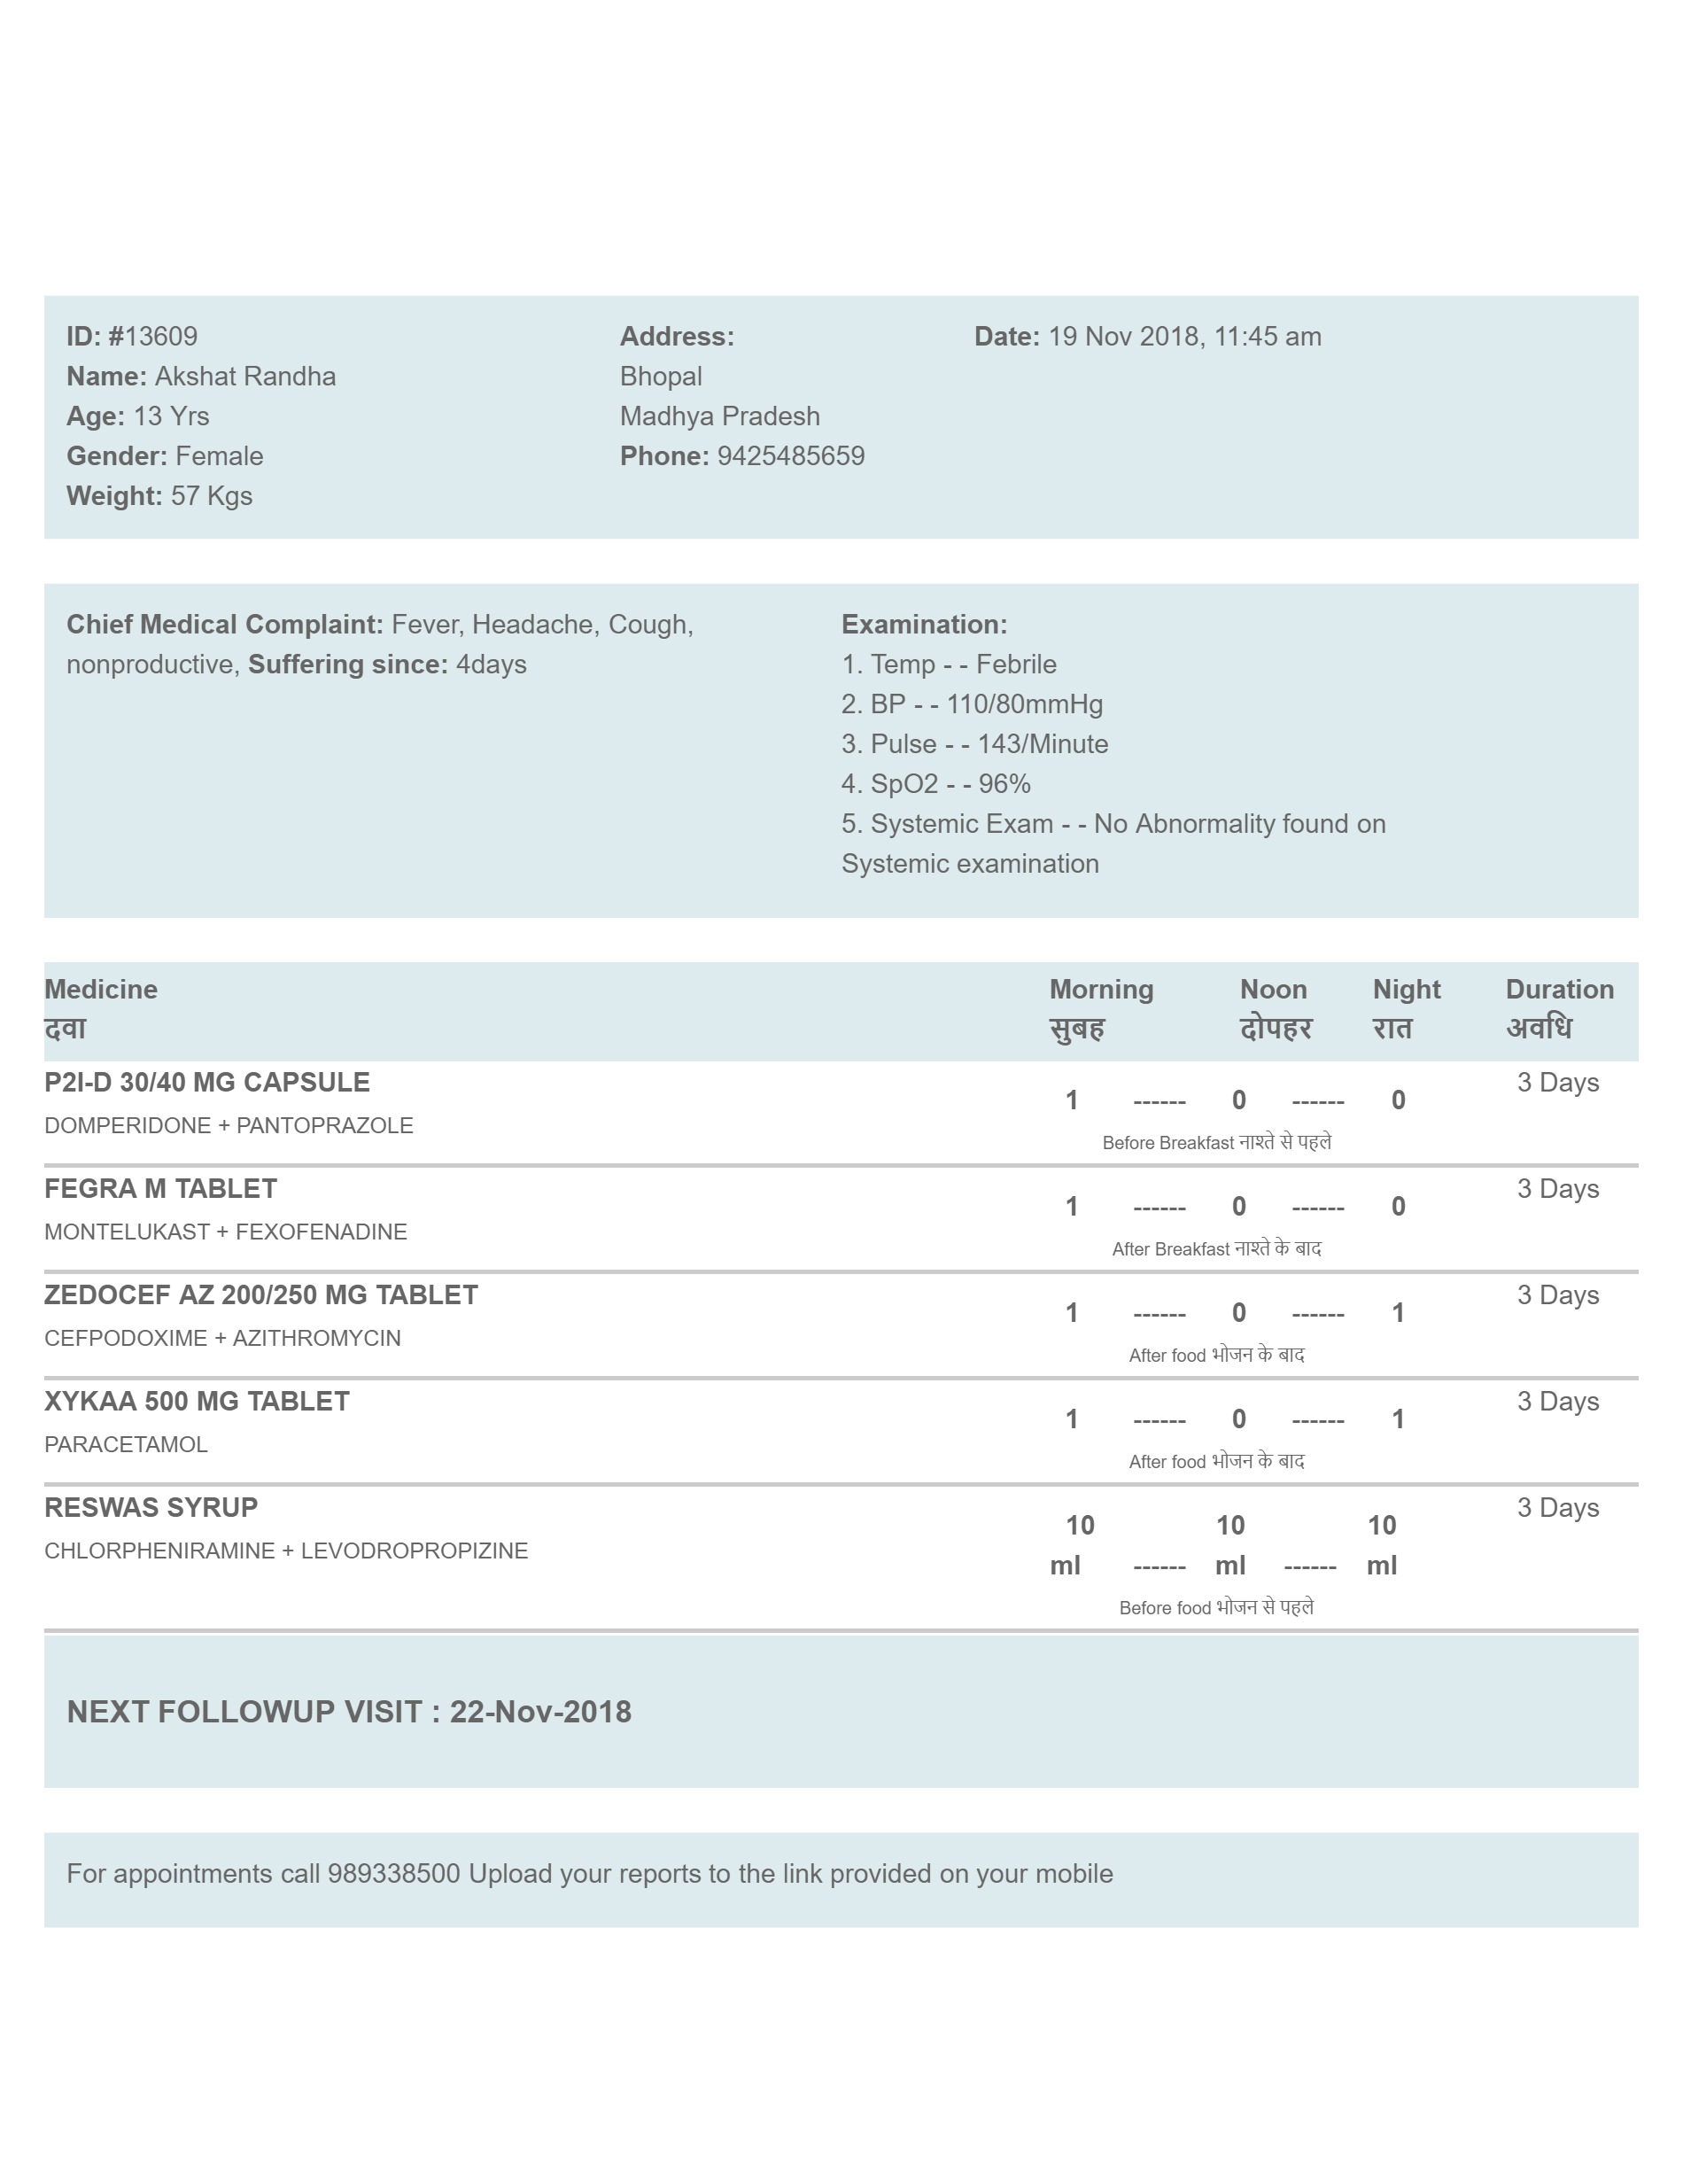 ID: #13609
Name: Akshat Randha
Age: 13 Yrs
Gender: Female
Weight: 57 Kgs
Address:
Bhopal
Madhya Pradesh
Phone: 9425485659
Date: 19 Nov 2018, 11:45 am
Chief Medical Complaint: Fever, Headache, Cough,
nonproductive, Suffering since: 4days
Examination:
1. Temp - - Febrile
2. BP - - 110/80mmHg
3. Pulse - - 143/Minute
4. SpO2 - - 96%
5. Systemic Exam - - No Abnormality found on
Systemic examination
Medicine Morning Noon Night Duration
दवा सुबह दोपहर रात अवधि
P2I-D 30/40 MG CAPSULE 3 Days
1 ------ 0 ------ 0
DOMPERIDONE + PANTOPRAZOLE
Before Breakfast नाश्ते से पहले
FEGRA M TABLET 3 Days
1 ------ 0 ------ 0
MONTELUKAST + FEXOFENADINE
After Breakfast नाश्ते के बाद
ZEDOCEF AZ 200/250 MG TABLET 3 Days
1 ------ 0 ------ 1
CEFPODOXIME + AZITHROMYCIN
After food भोजन के बाद
XYKAA 500 MG TABLET 3 Days
1 ------ 0 ------ 1
PARACETAMOL
After food भोजन के बाद
RESWAS SYRUP 3 Days
10 10 10
CHLORPHENIRAMINE + LEVODROPROPIZINE
ml ------ ml ------ ml
Before food भोजन से पहले
NEXT FOLLOWUP VISIT : 22-Nov-2018
For appointments call 989338500 Upload your reports to the link provided on your mobile